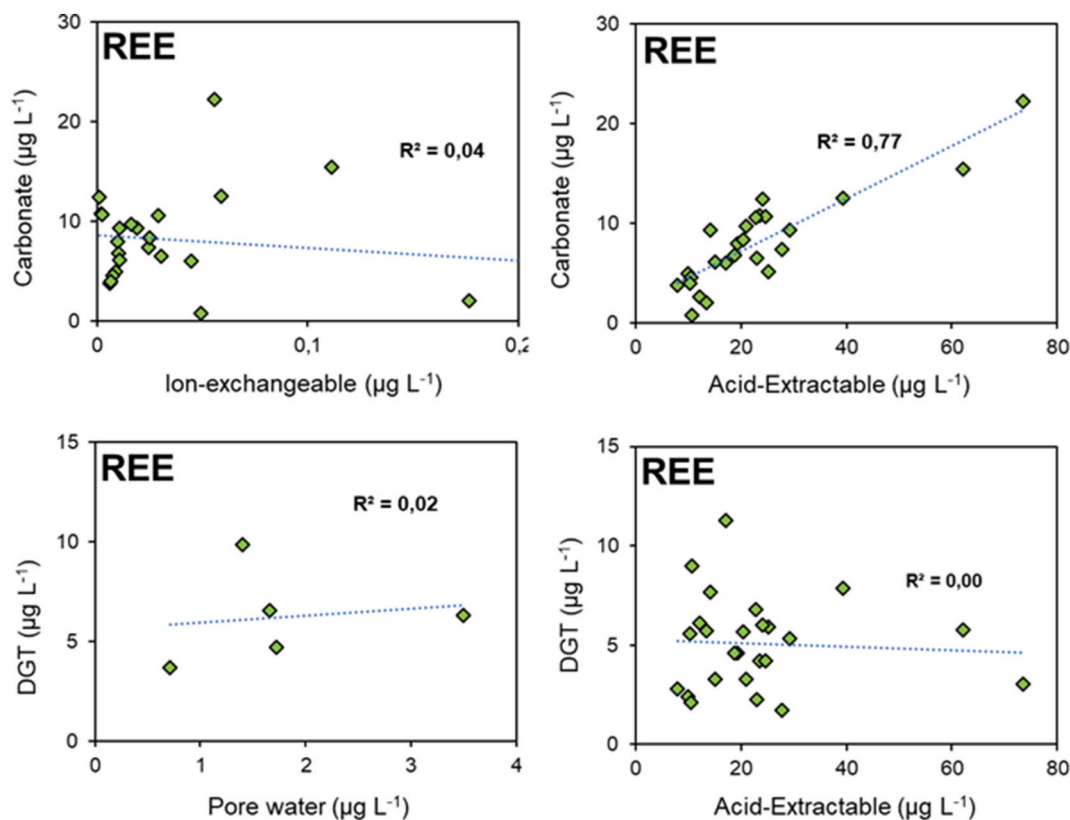 REE
Carbonate (µg L⁻¹)
30
20
10
0
R² = 0,04
0
0,1
0,2
Ion-exchangeable (µg L⁻¹)
REE
Carbonate (µg L⁻¹)
30
20
10
0
R² = 0,77
0
20
40
60
80
Acid-Extractable (µg L⁻¹)
REE
DGT (µg L⁻¹)
15
10
5
0
R² = 0,02
0
1
2
3
4
Pore water (µg L⁻¹)
REE
DGT (µg L⁻¹)
15
10
5
0
R² = 0,00
0
20
40
60
80
Acid-Extractable (µg L⁻¹)